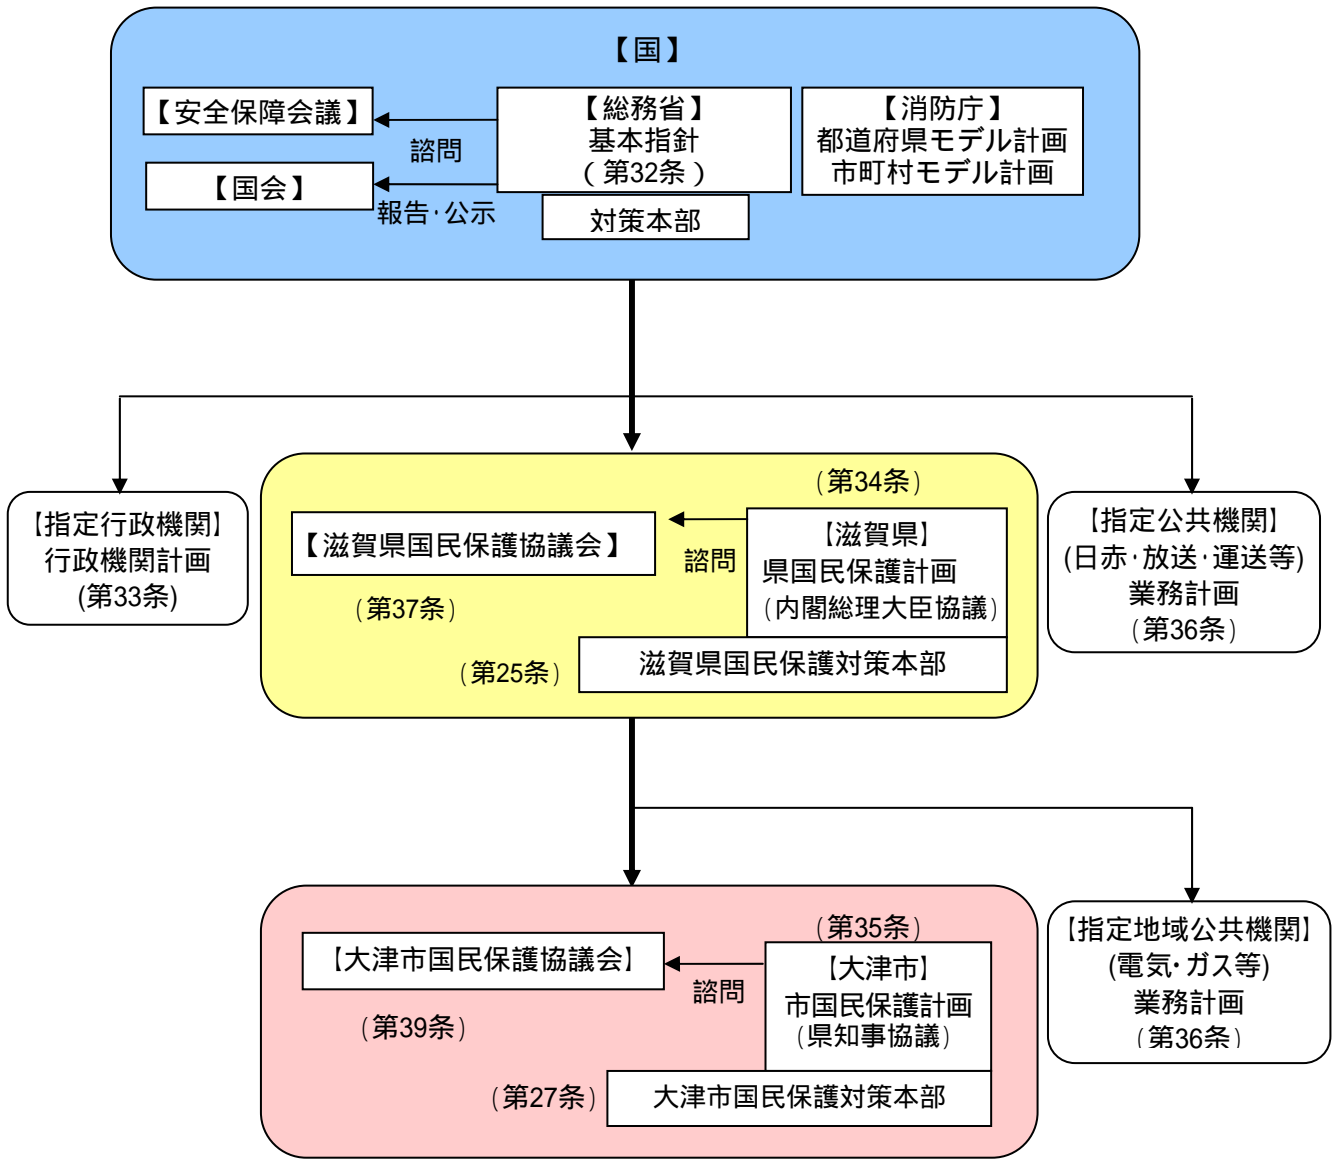 【国】
【安全保障会議】
諮問
【国会】
報告・公示
【総務省】
基本指針
（第32条）
対策本部
【消防庁】
都道府県モデル計画
市町村モデル計画
【指定行政機関】
行政機関計画
(第33条)
(第34条)
【滋賀県国民保護協議会】
諮問
(第37条)
【滋賀県】
県国民保護計画
(内閣総理大臣協議)
(第25条)
滋賀県国民保護対策本部
【指定公共機関】
(日赤・放送・運送等)
業務計画
(第36条)
(第35条)
【大津市国民保護協議会】
諮問
(第39条)
【大津市】
市国民保護計画
(県知事協議)
(第27条)
大津市国民保護対策本部
【指定地域公共機関】
(電気・ガス等)
業務計画
(第36条)